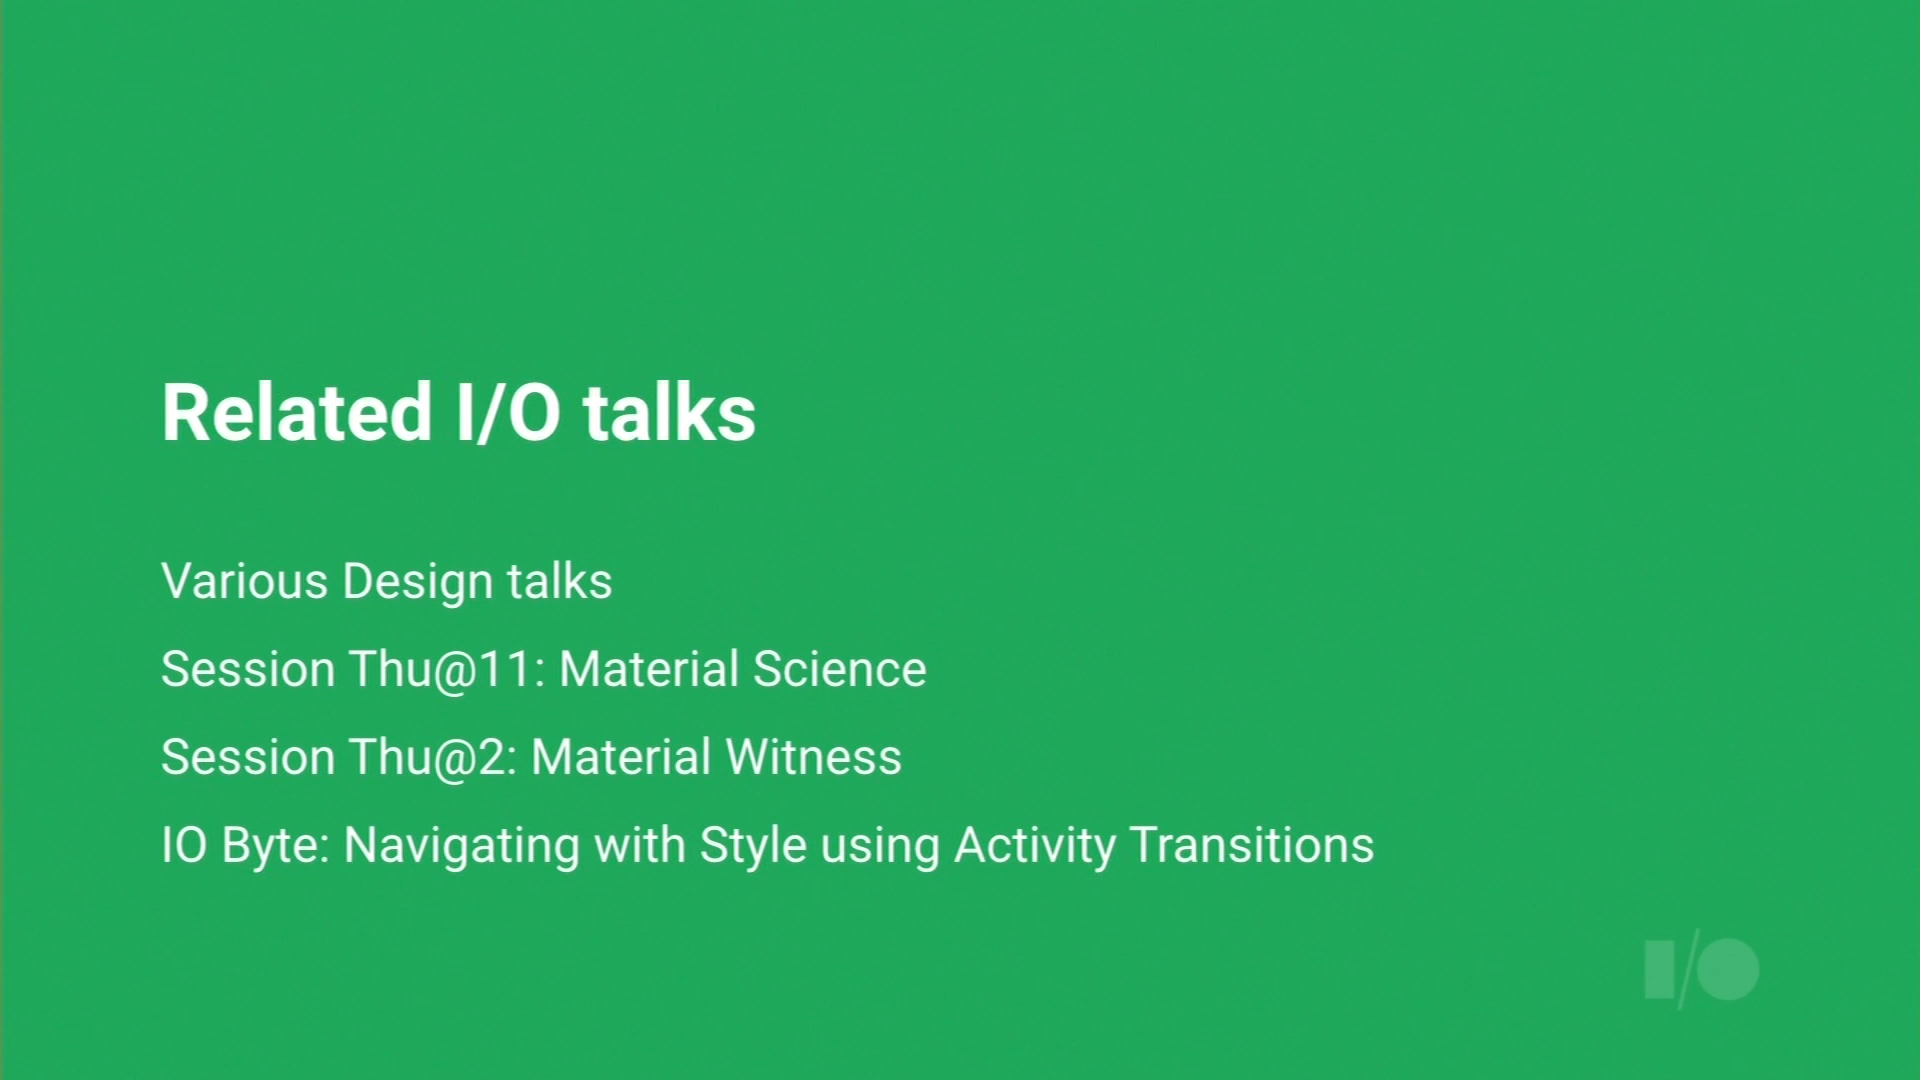 Related I/O talks
Various Design talks
Session Thu@11: Material Science
Session Thu@2: Material Witness
IO Byte: Navigating with Style using Activity Transitions
I/O